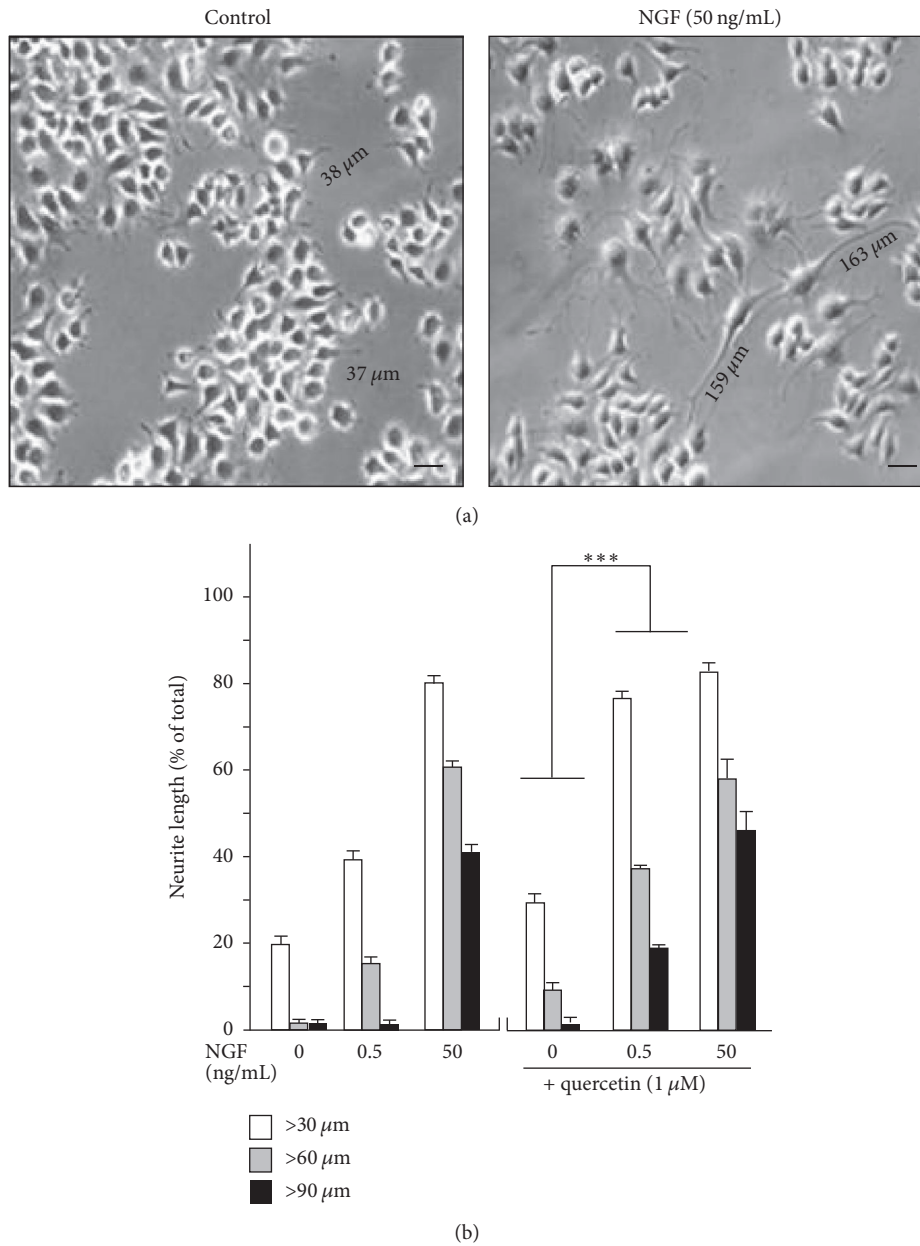 Control
NGF (50 ng/mL)
38 μm
37 μm
163 μm
159 μm
(a)
***
Neurite length (% of total)
100
80
60
40
20
0
NGF
(ng/mL)
0 0.5 50 0 0.5 50
+ quercetin (1 μM)
>30 μm
>60 μm
>90 μm
(b)